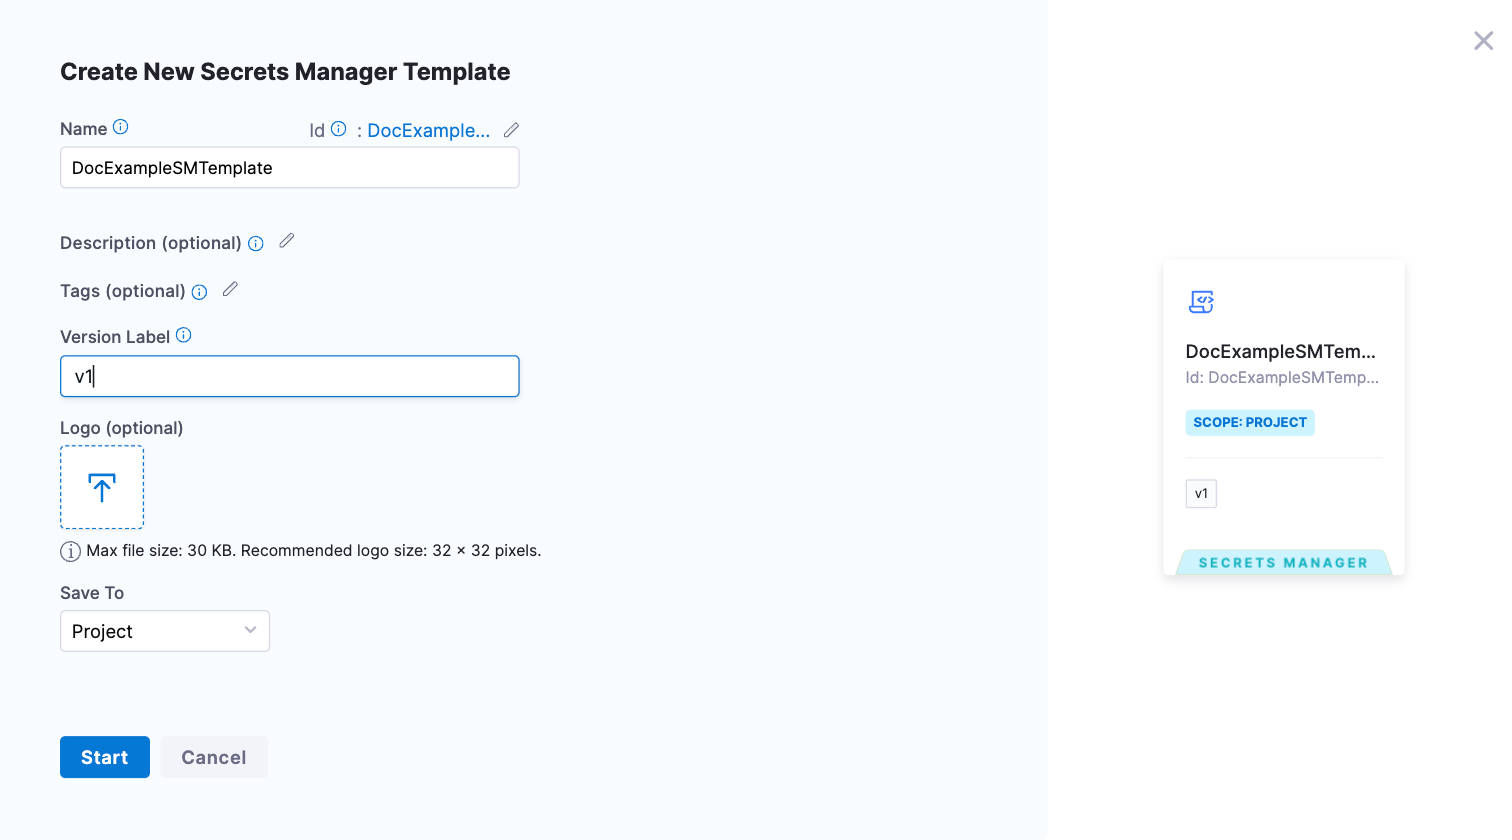 Create New Secrets Manager Template
Name Id : DocExample...
DocExampleSMTemplate
Description (optional)
Tags (optional)
Version Label
v1
Logo (optional)
Max file size: 30 KB. Recommended logo size: 32 × 32 pixels.
Save To
Project
Start Cancel
DocExampleSMTem...
Id: DocExampleSMTemp...
SCOPE: PROJECT
v1
SECRETS MANAGER